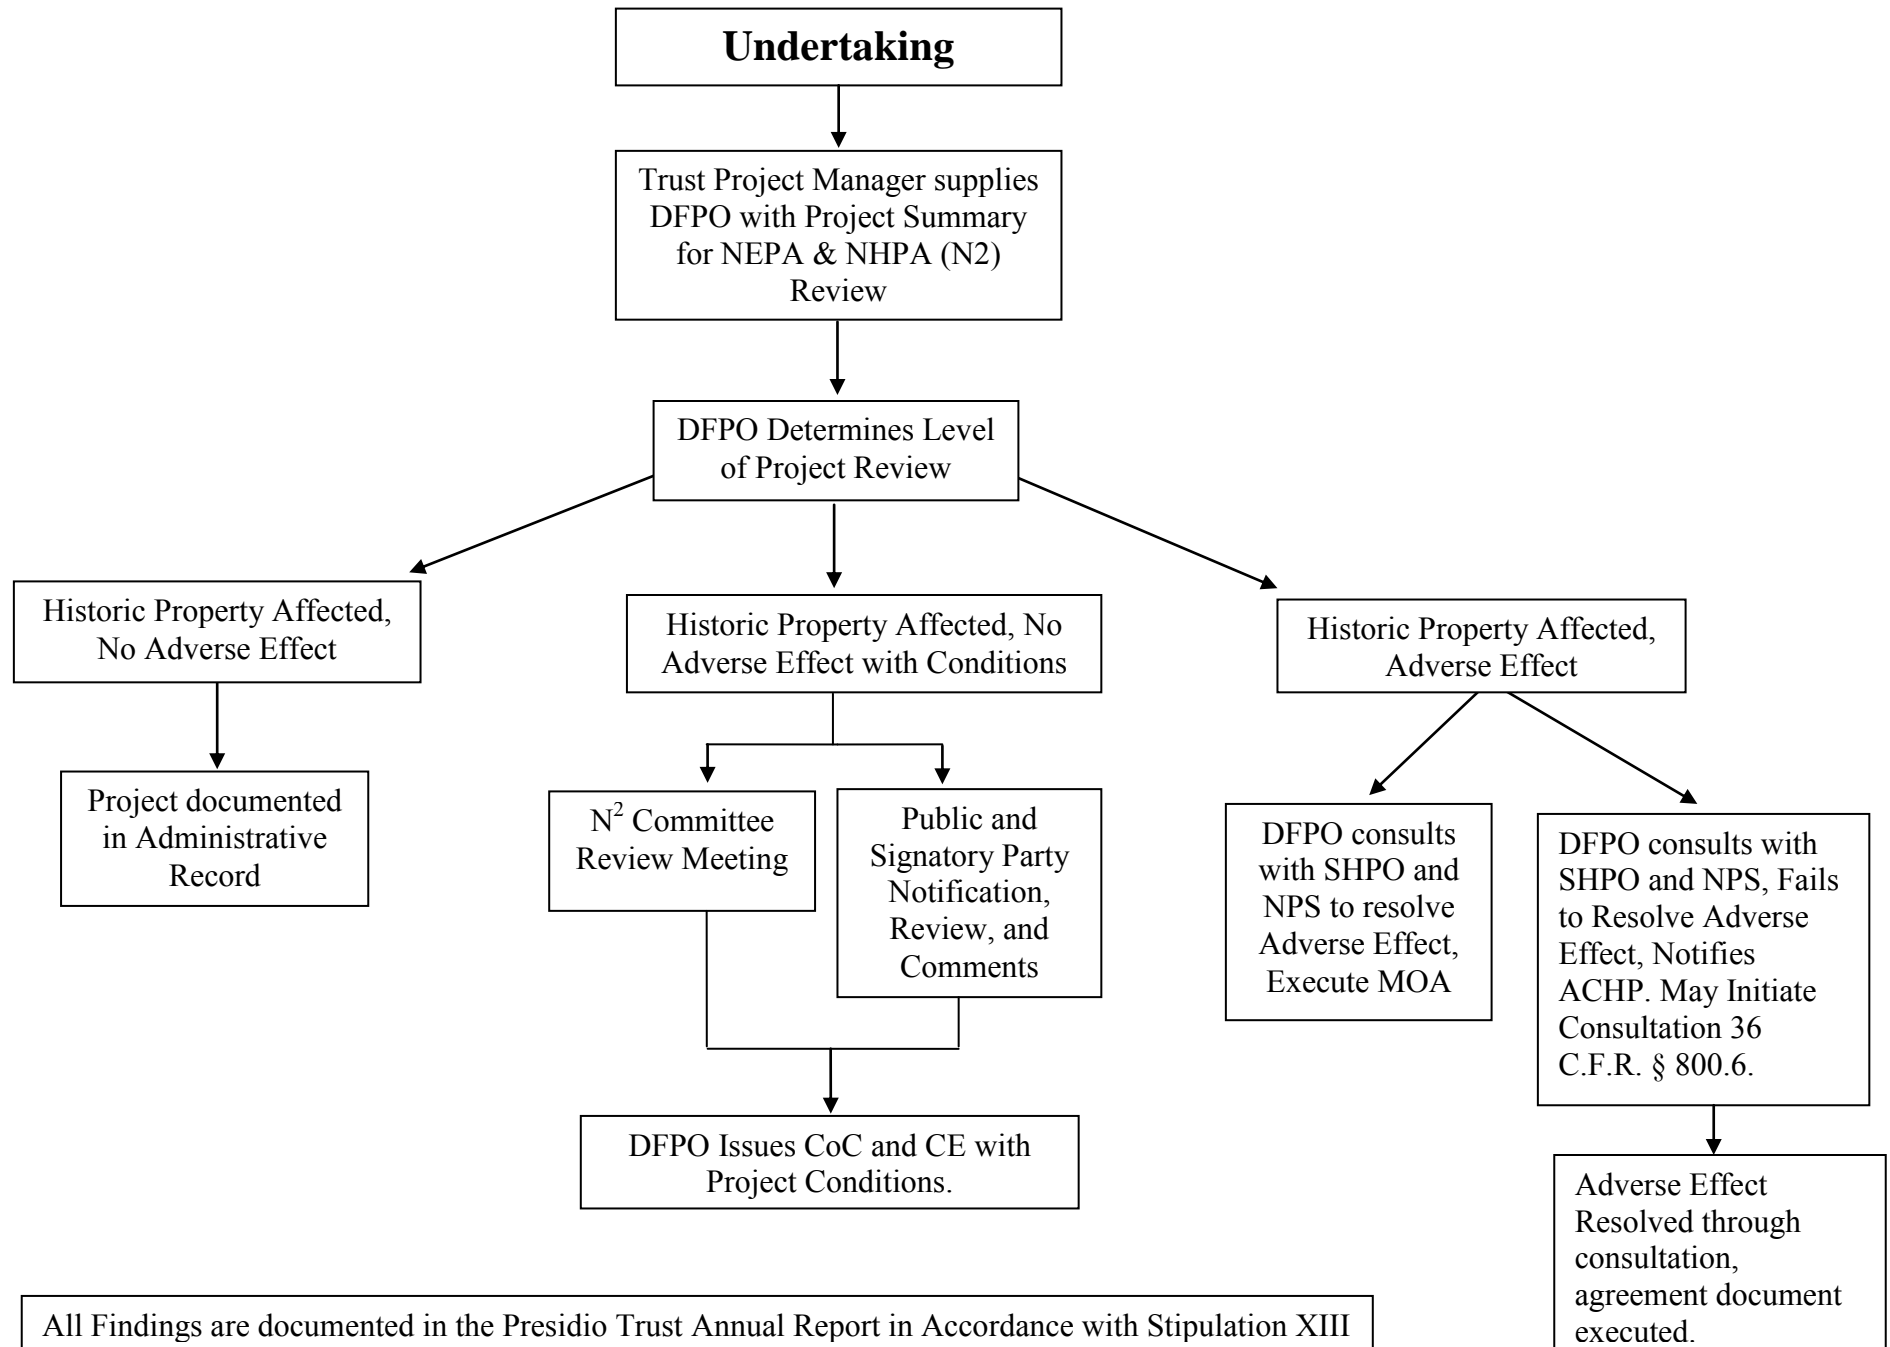 Undertaking
Trust Project Manager supplies
DFPO with Project Summary
for NEPA & NHPA (N2)
Review
DFPO Determines Level
of Project Review
Historic Property Affected,
No Adverse Effect
Historic Property Affected, No
Adverse Effect with Conditions
Historic Property Affected,
Adverse Effect
Project documented
in Administrative
Record
N² Committee
Review Meeting
Public and
Signatory Party
Notification,
Review, and
Comments
DFPO consults
with SHPO and
NPS to resolve
Adverse Effect,
Execute MOA
DFPO consults with
SHPO and NPS, Fails
to Resolve Adverse
Effect, Notifies
ACHP. May Initiate
Consultation 36
C.F.R. § 800.6.
DFPO Issues CoC and CE with
Project Conditions.
Adverse Effect
Resolved through
consultation,
agreement document
executed.
All Findings are documented in the Presidio Trust Annual Report in Accordance with Stipulation XIII